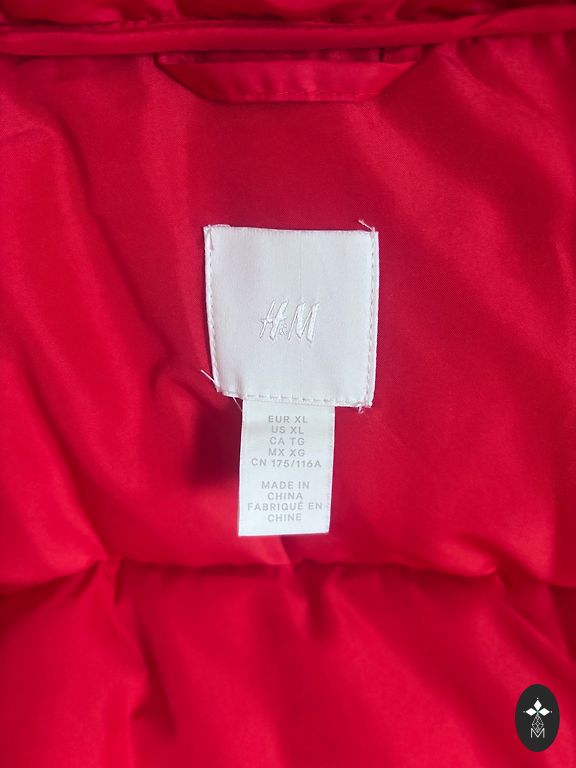 H&M
EUR XL
US XL
CA TG
MX XG
CN 175/116A
MADE IN
CHINA
FABRIQUÉ EN
CHINE
M